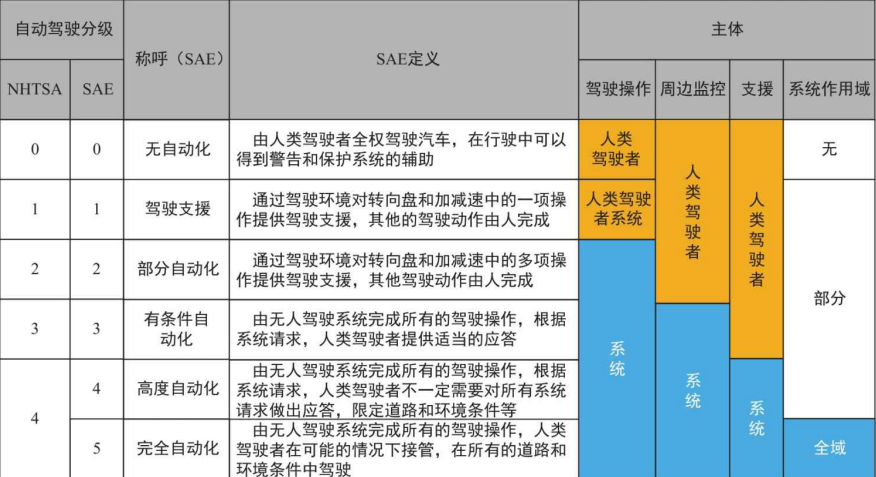 自动驾驶分级
称呼（SAE）
SAE定义
主体
NHTSA
SAE
驾驶操作
周边监控
支援
系统作用域
0
0
无自动化
由人类驾驶者全权驾驶汽车，在行驶中可以
得到警告和保护系统的辅助
人类
驾驶者
人类驾驶者
人类驾驶者
无
1
1
驾驶支援
通过驾驶环境对转向盘和加减速中的一项操
作提供驾驶支援，其他的驾驶动作由人完成
人类驾驶
者系统
部分
2
2
部分自动化
通过驾驶环境对转向盘和加减速中的多项操
作提供驾驶支援，其他驾驶动作由人完成
系统
3
3
有条件自
动化
由无人驾驶系统完成所有的驾驶操作，根据
系统请求，人类驾驶者提供适当的应答
系统
4
4
高度自动化
由无人驾驶系统完成所有的驾驶操作，根据
系统请求，人类驾驶者不一定需要对所有系统
请求做出应答，限定道路和环境条件等
系统
5
完全自动化
由无人驾驶系统完成所有的驾驶操作，人类
驾驶者在可能的情况下接管，在所有的道路和
环境条件中驾驶
全域